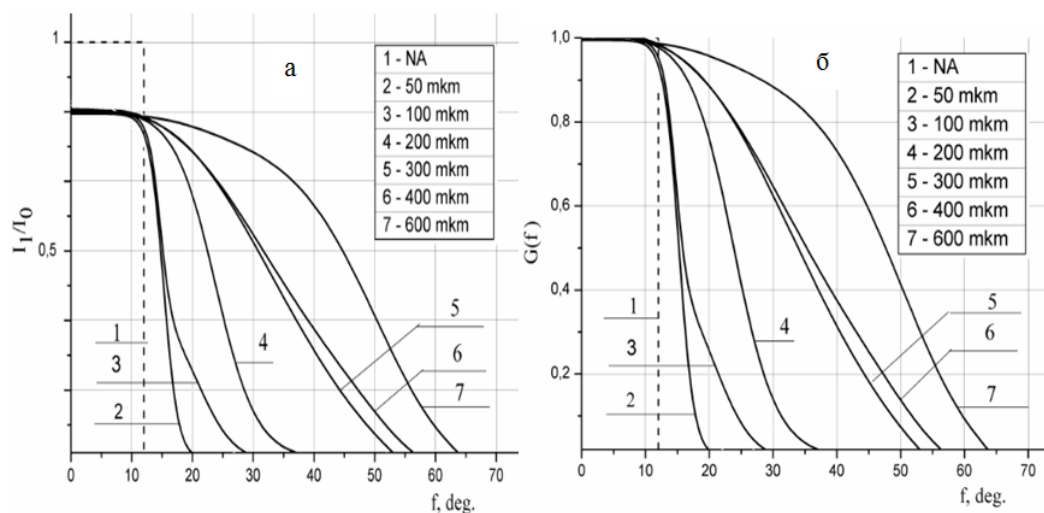 а
1
I₁/I₀
0,5
1 - NA
2 - 50 mkm
3 - 100 mkm
4 - 200 mkm
5 - 300 mkm
6 - 400 mkm
7 - 600 mkm
1
3
2
4
5
6
7
0 10 20 30 40 50 60 70
f, deg.
б
1,0
0,8
0,6
0,4
0,2
G(f)
1 - NA
2 - 50 mkm
3 - 100 mkm
4 - 200 mkm
5 - 300 mkm
6 - 400 mkm
7 - 600 mkm
1
3
2
4
5
6
7
0 10 20 30 40 50 60 70
f, deg.